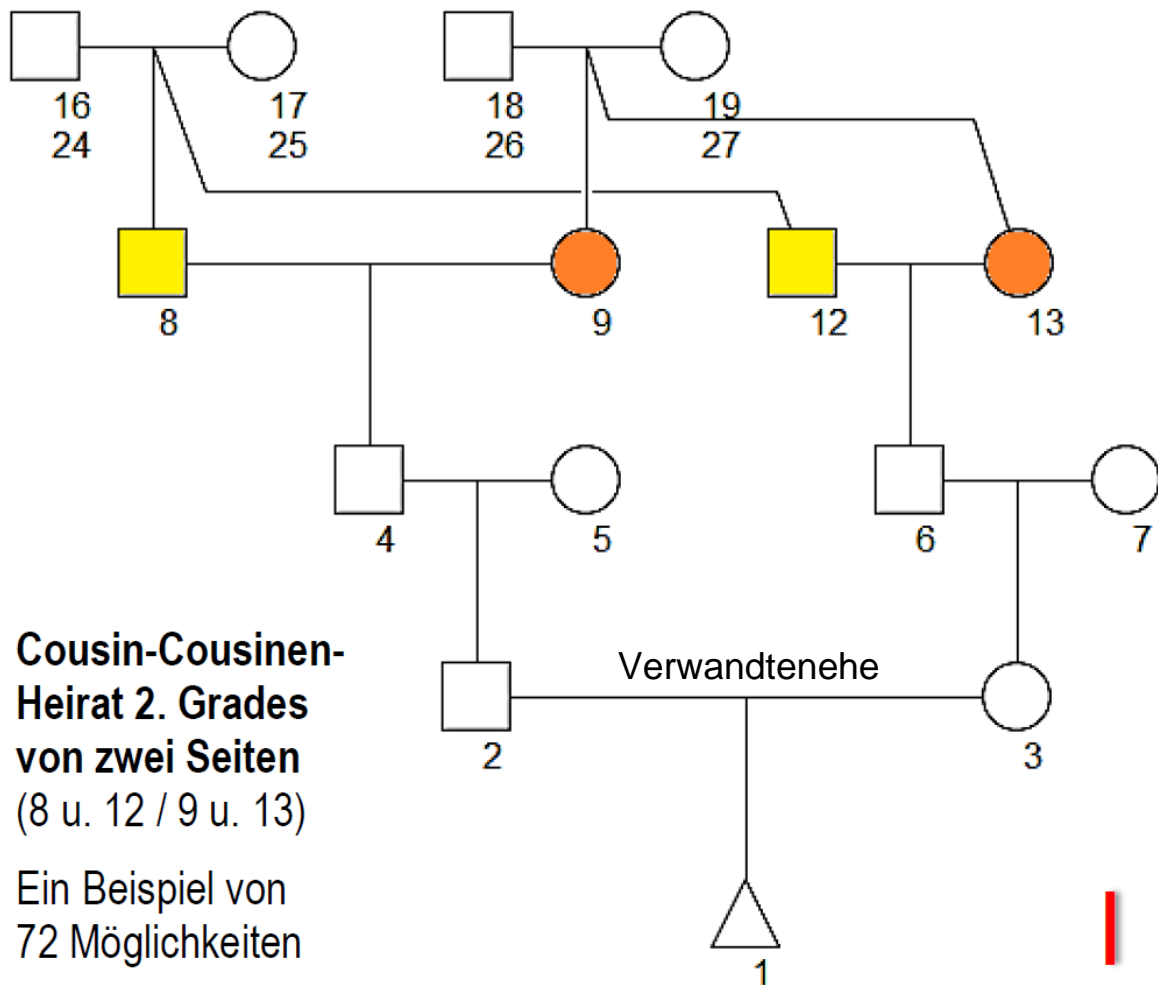 16 17 18 19
24 25 26 27
8 9 12 13
4 5 6 7
Verwandtenehe
2 3
Cousin-Cousinen-
Heirat 2. Grades
von zwei Seiten
(8 u. 12 / 9 u. 13)
Ein Beispiel von
72 Möglichkeiten
1